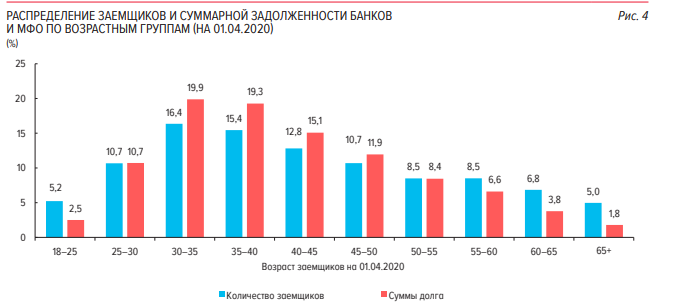 РАСПРЕДЕЛЕНИЕ ЗАЕМЩИКОВ И СУММАРНОЙ ЗАДОЛЖЕННОСТИ БАНКОВ
И МФО ПО ВОЗРАСТНЫМ ГРУППАМ (НА 01.04.2020)
(%)
Рис. 4
25
20
15
10
5
0
5,2 2,5
10,7 10,7
16,4 19,9
15,4 19,3
12,8 15,1
10,7 11,9
8,5 8,4
8,5 6,6
6,8 3,8
5,0 1,8
18–25 25–30 30–35 35–40 40–45 45–50 50–55 55–60 60–65 65+
Возраст заемщиков на 01.04.2020
Количество заемщиков Суммы долга